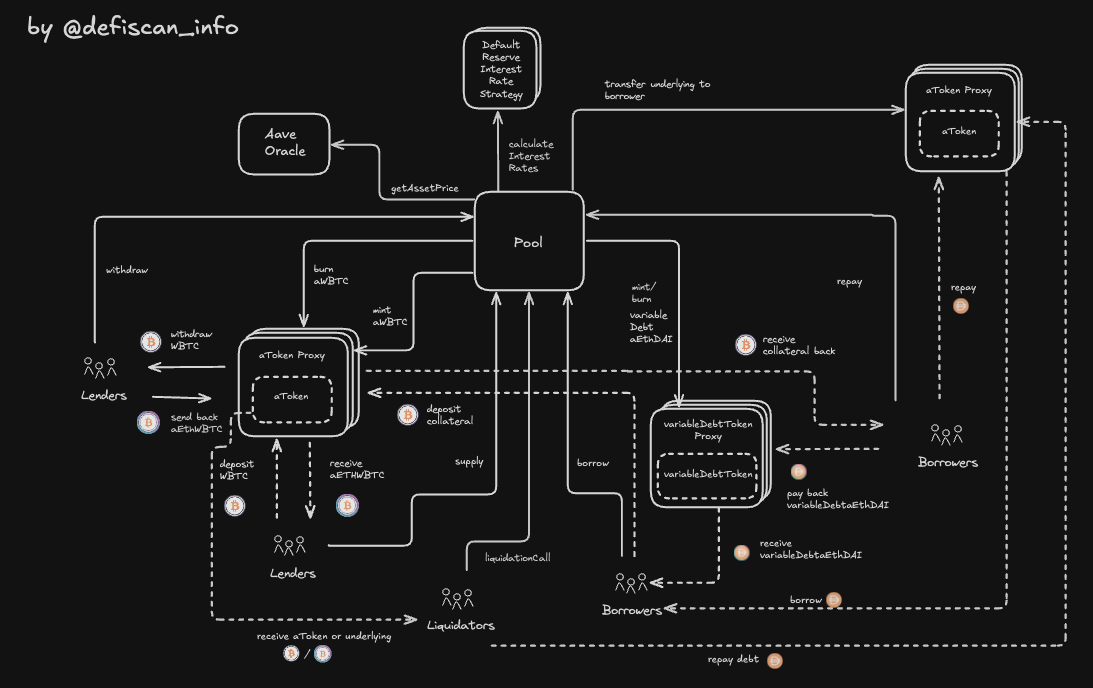 by @defiscan_info
Default
Reserve
Interest
Rate
Strategy
transfer underlying to
borrower
aToken Proxy
aToken
Aave
Oracle
calculate
Interest
Rates
getAssetPrice
Pool
withdraw
burn
aWBTC
mint
aWBTC
mint/
burn
variable
Debt
aEthDAI
repay
repay
withdraw
WBTC
aToken Proxy
aToken
receive
collateral back
Lenders
send back
aEthWBTC
deposit
collateral
variableDebtToken
Proxy
variableDebtToken
Borrowers
deposit
WBTC
receive
aETHWBTC
supply
borrow
pay back
variableDebtaEthDAI
receive
variableDebtaEthDAI
liquidationCall
Lenders
Liquidators
Borrowers
borrow
receive aToken or underlying
/
repay debt